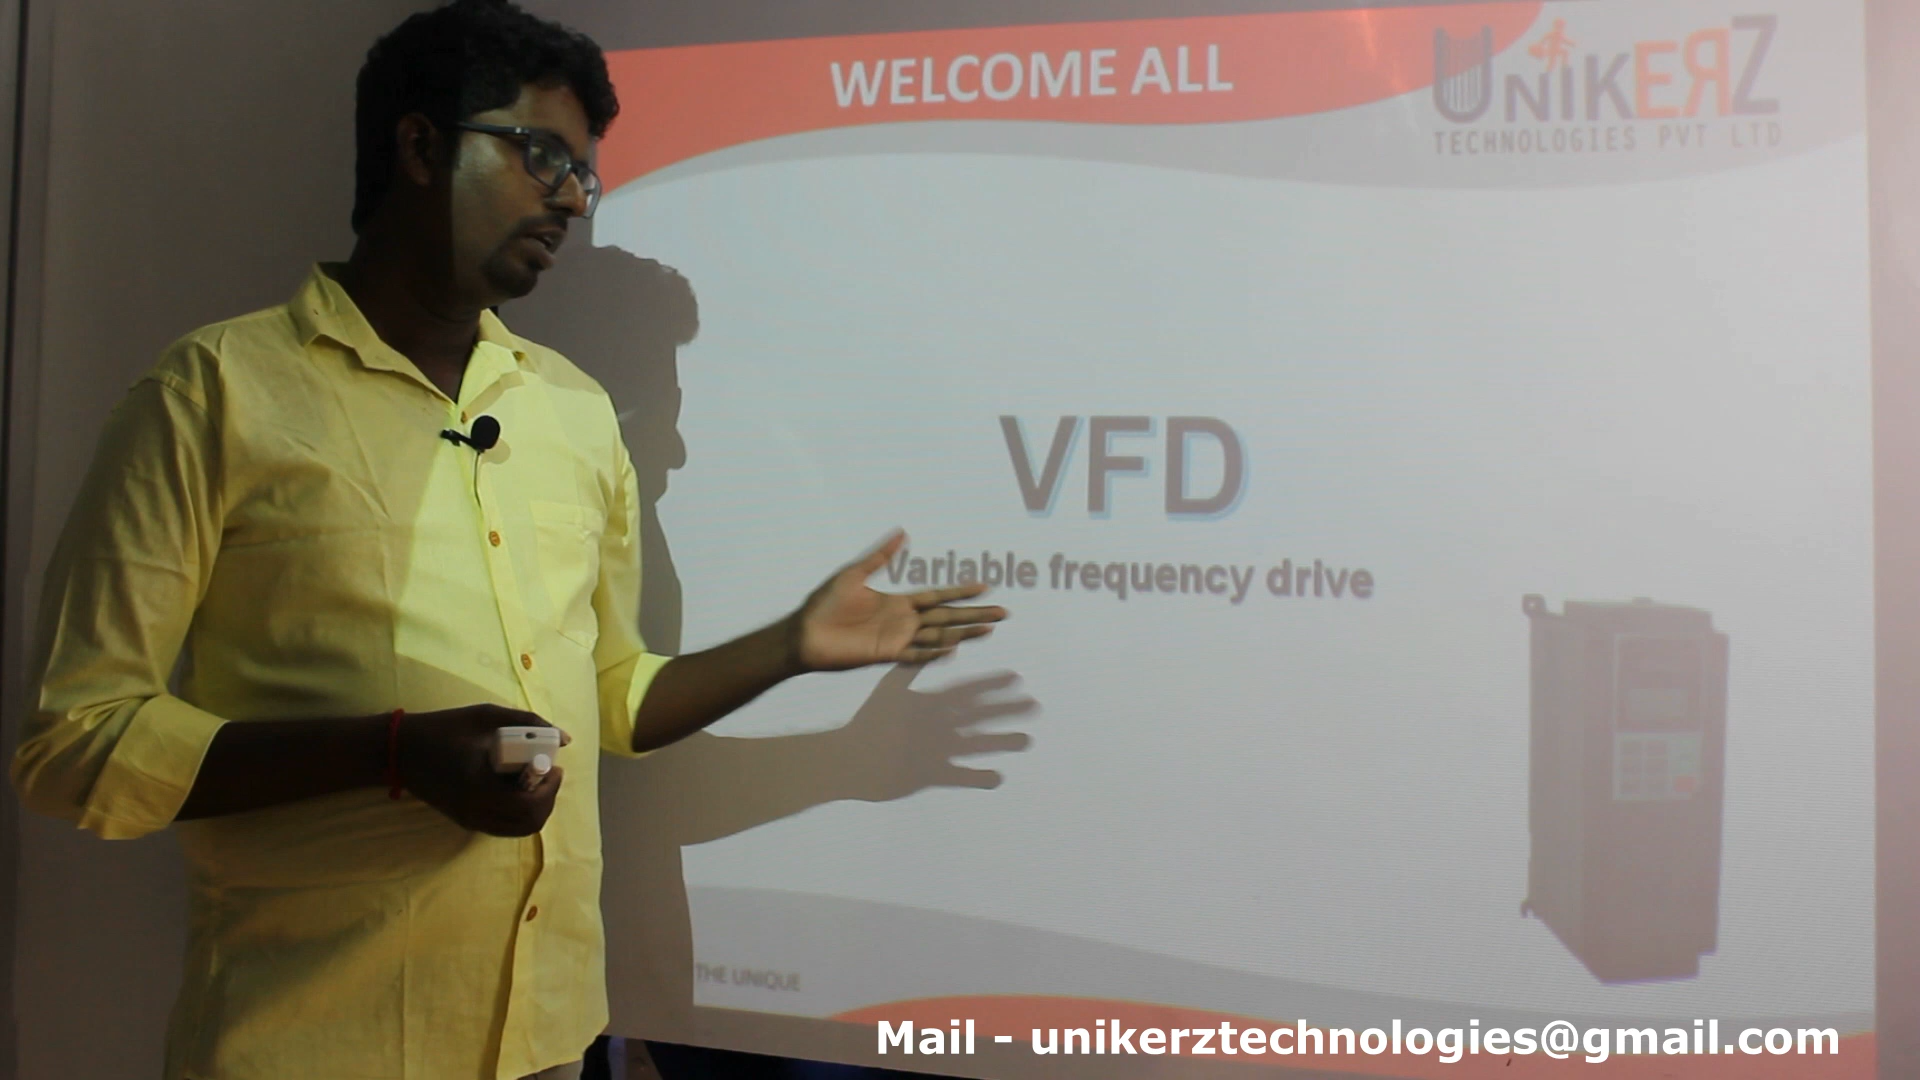 WELCOME ALL
UNIKERZ
TECHNOLOGIES PVT LTD
VFD
Variable frequency drive
THE UNIQUE
Mail - unikerztechnologies@gmail.com